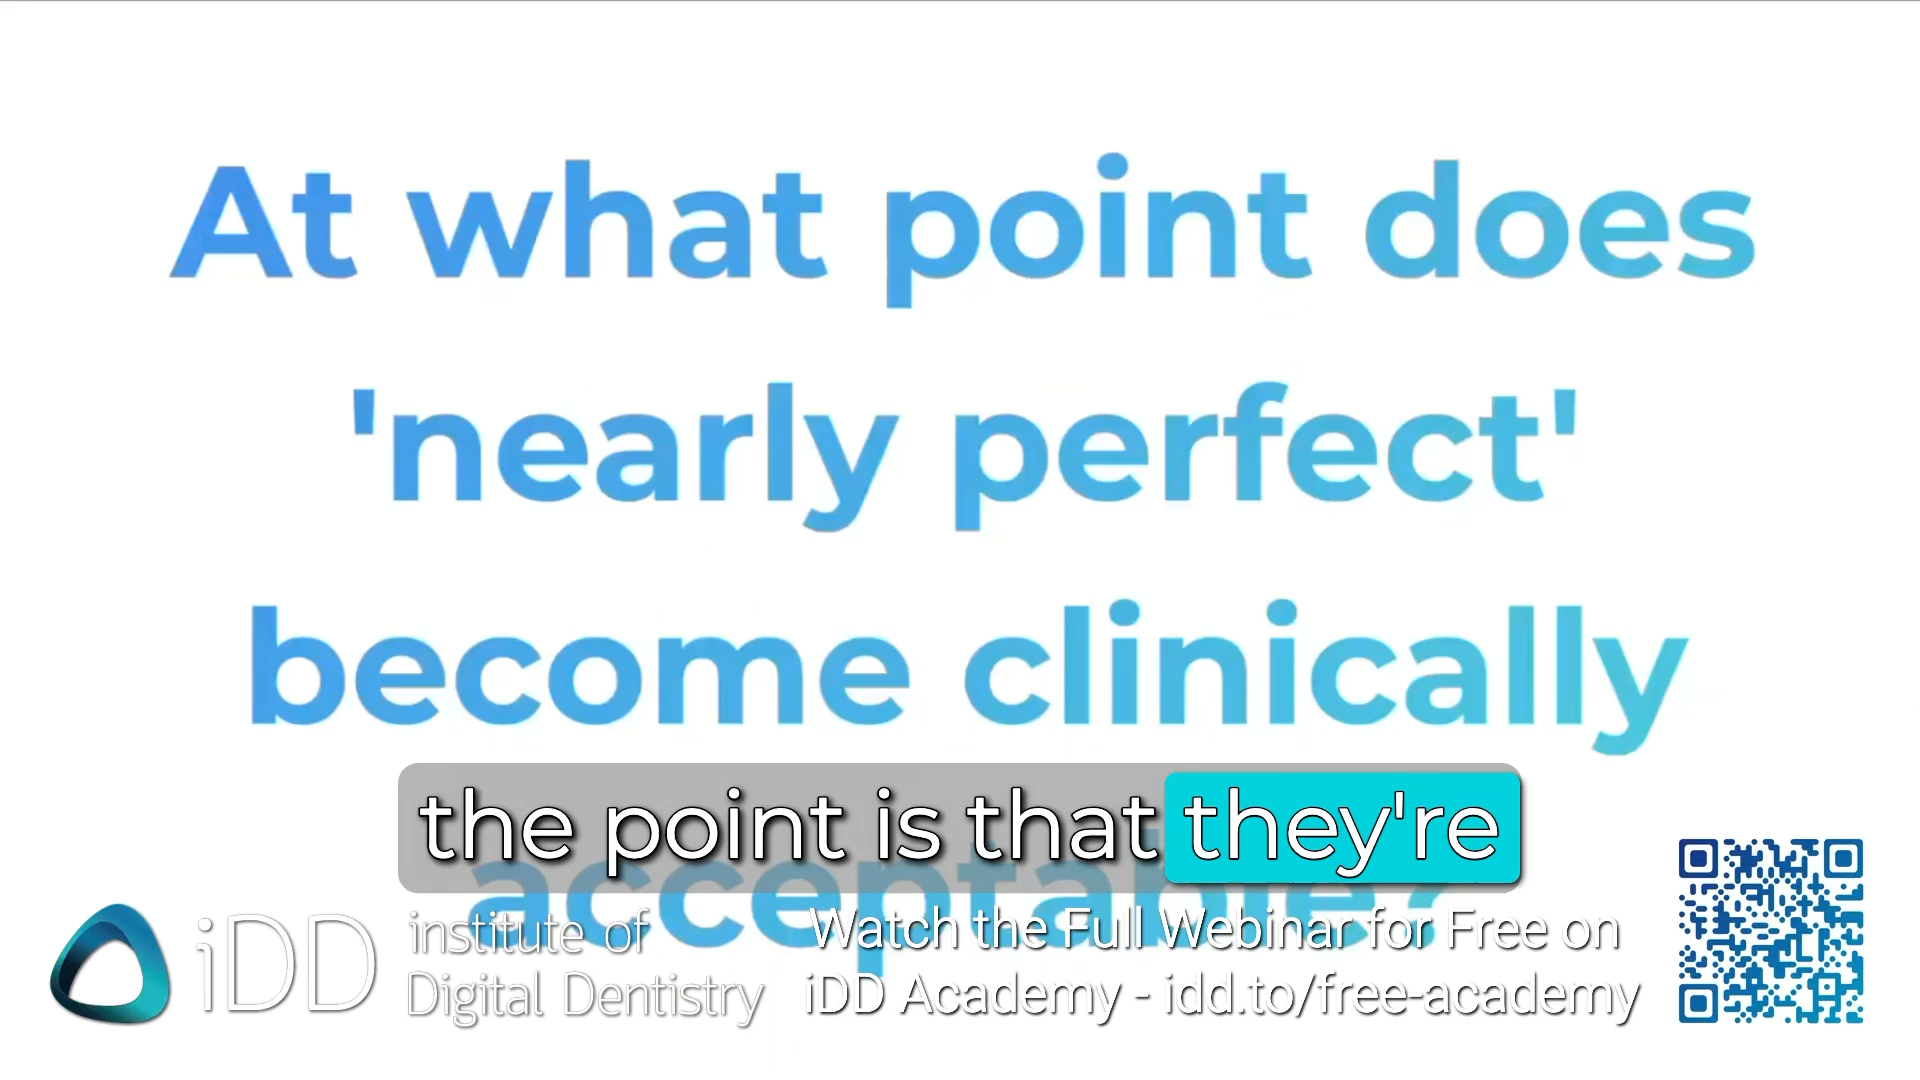 At what point does
'nearly perfect'
become clinically
the point is that they're
acceptable?
iDD
institute of
Digital Dentistry
Watch the Full Webinar for Free on
iDD Academy - idd.to/free-academy